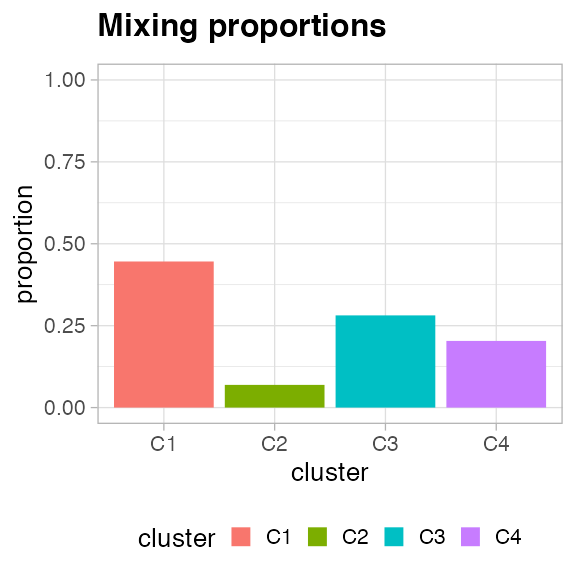 Mixing proportions
1.00
0.75
0.50
0.25
0.00
proportion
C1 C2 C3 C4
cluster
cluster C1 C2 C3 C4